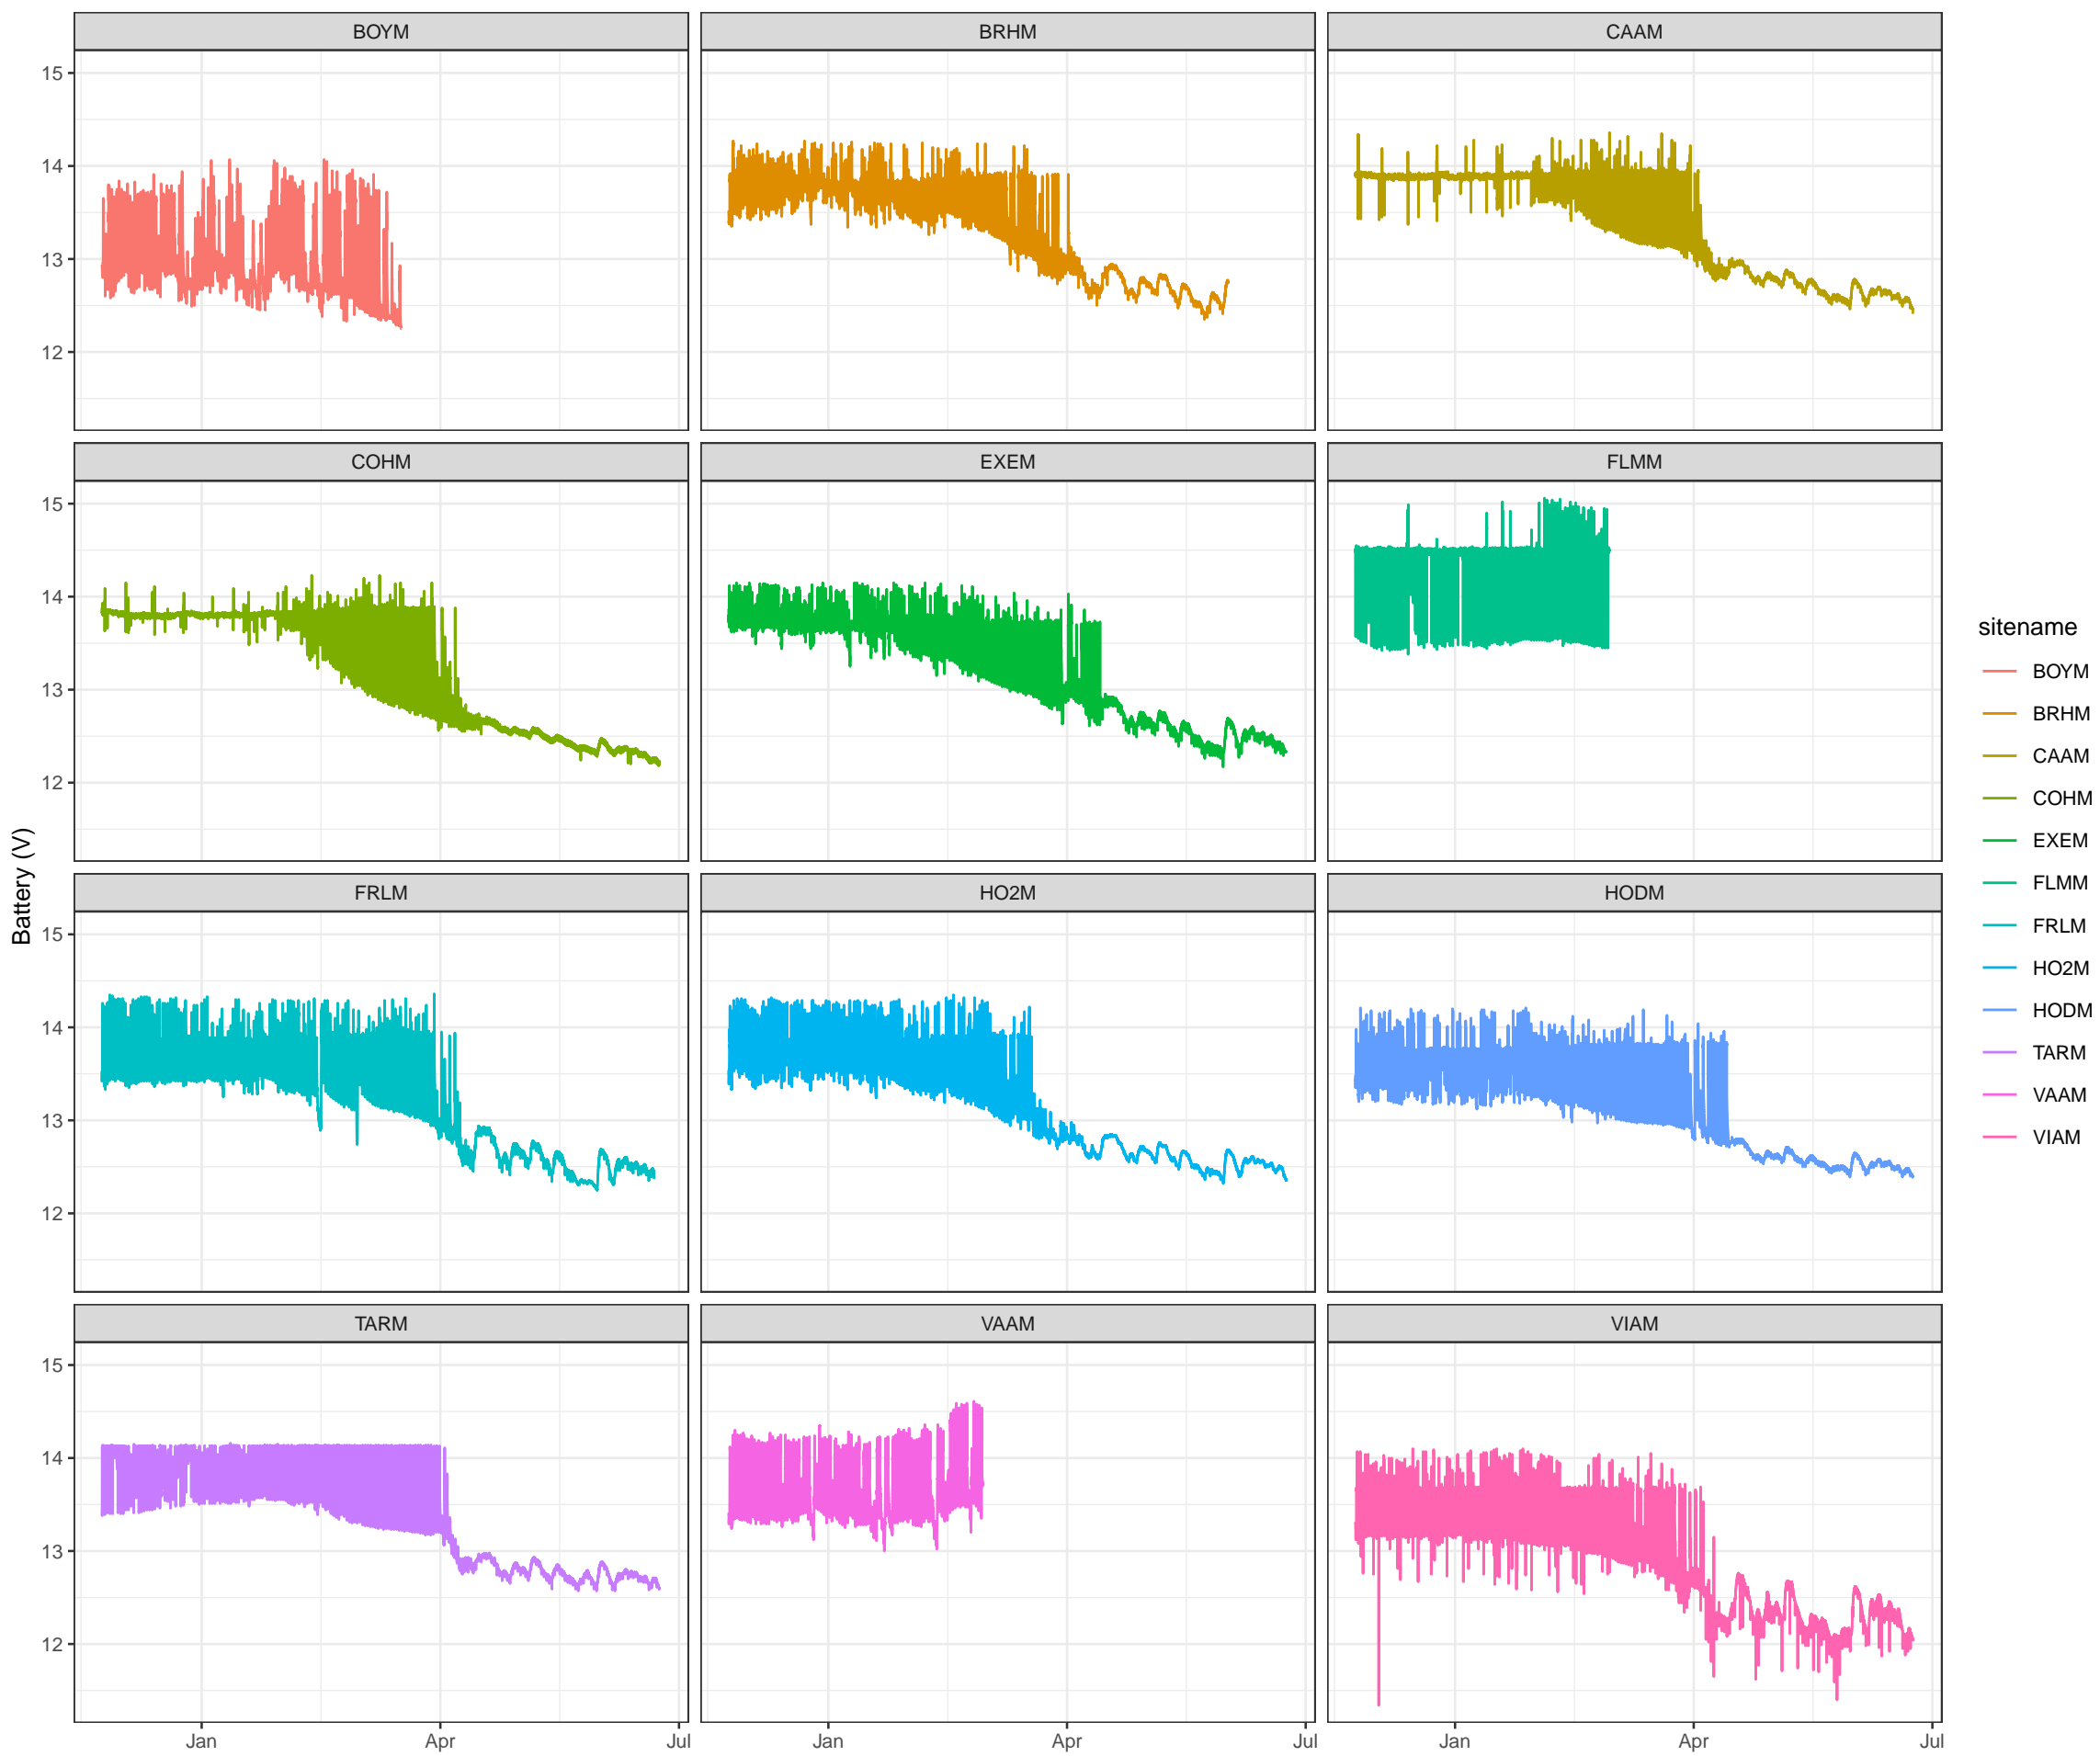 BOYM BRHM CAAM
15
14
13
12
COHM EXEM FLMM
15
14
13
12
FRLM HO2M HODM
15
14
13
12
TARM VAAM VIAM
15
14
13
12
Jan Apr Jul Jan Apr Jul Jan Apr Jul
Battery (V)
sitename
BOYM
BRHM
CAAM
COHM
EXEM
FLMM
FRLM
HO2M
HODM
TARM
VAAM
VIAM